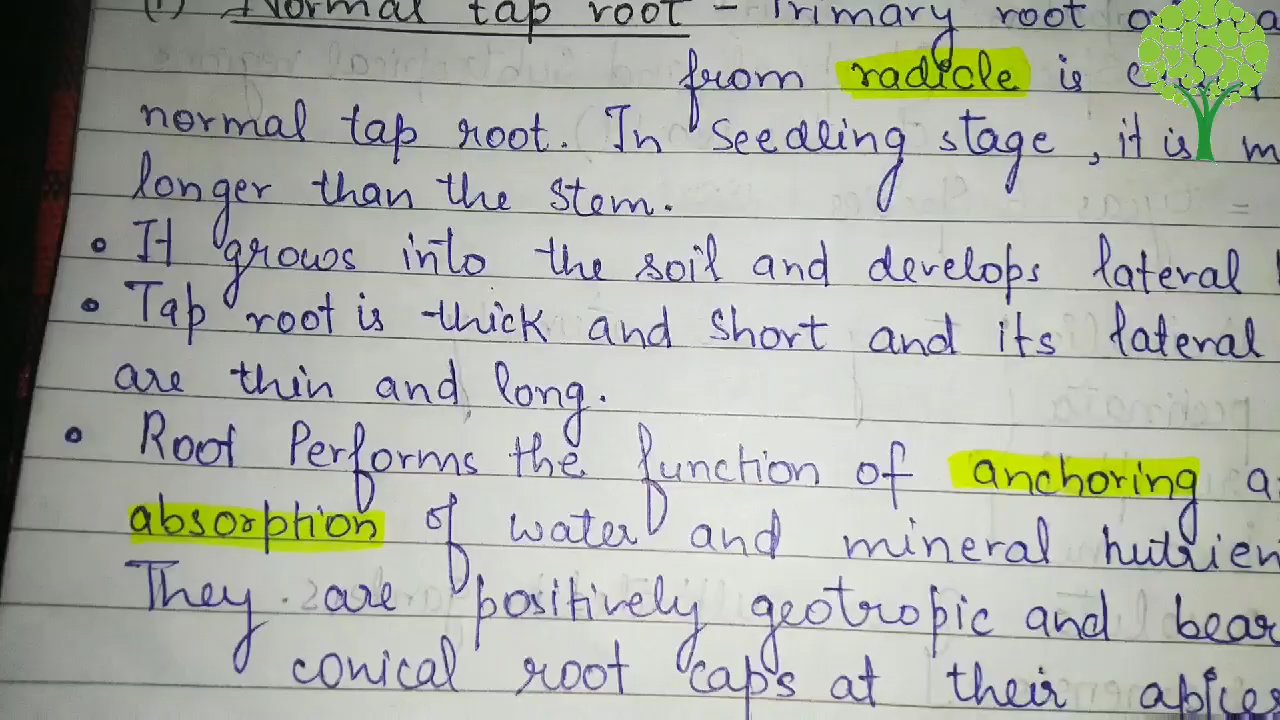 (i) Normal tap root - Primary root
from radicle is
normal tap root. In seedling stage, it is
longer than the stem.
• It grows into the soil and develops lateral
• Tap root is thick and short and its lateral
are thin and long.
• Root Performs the function of anchoring
absorption of water and mineral
They are positively geotropic and bear
conical root caps at their apices